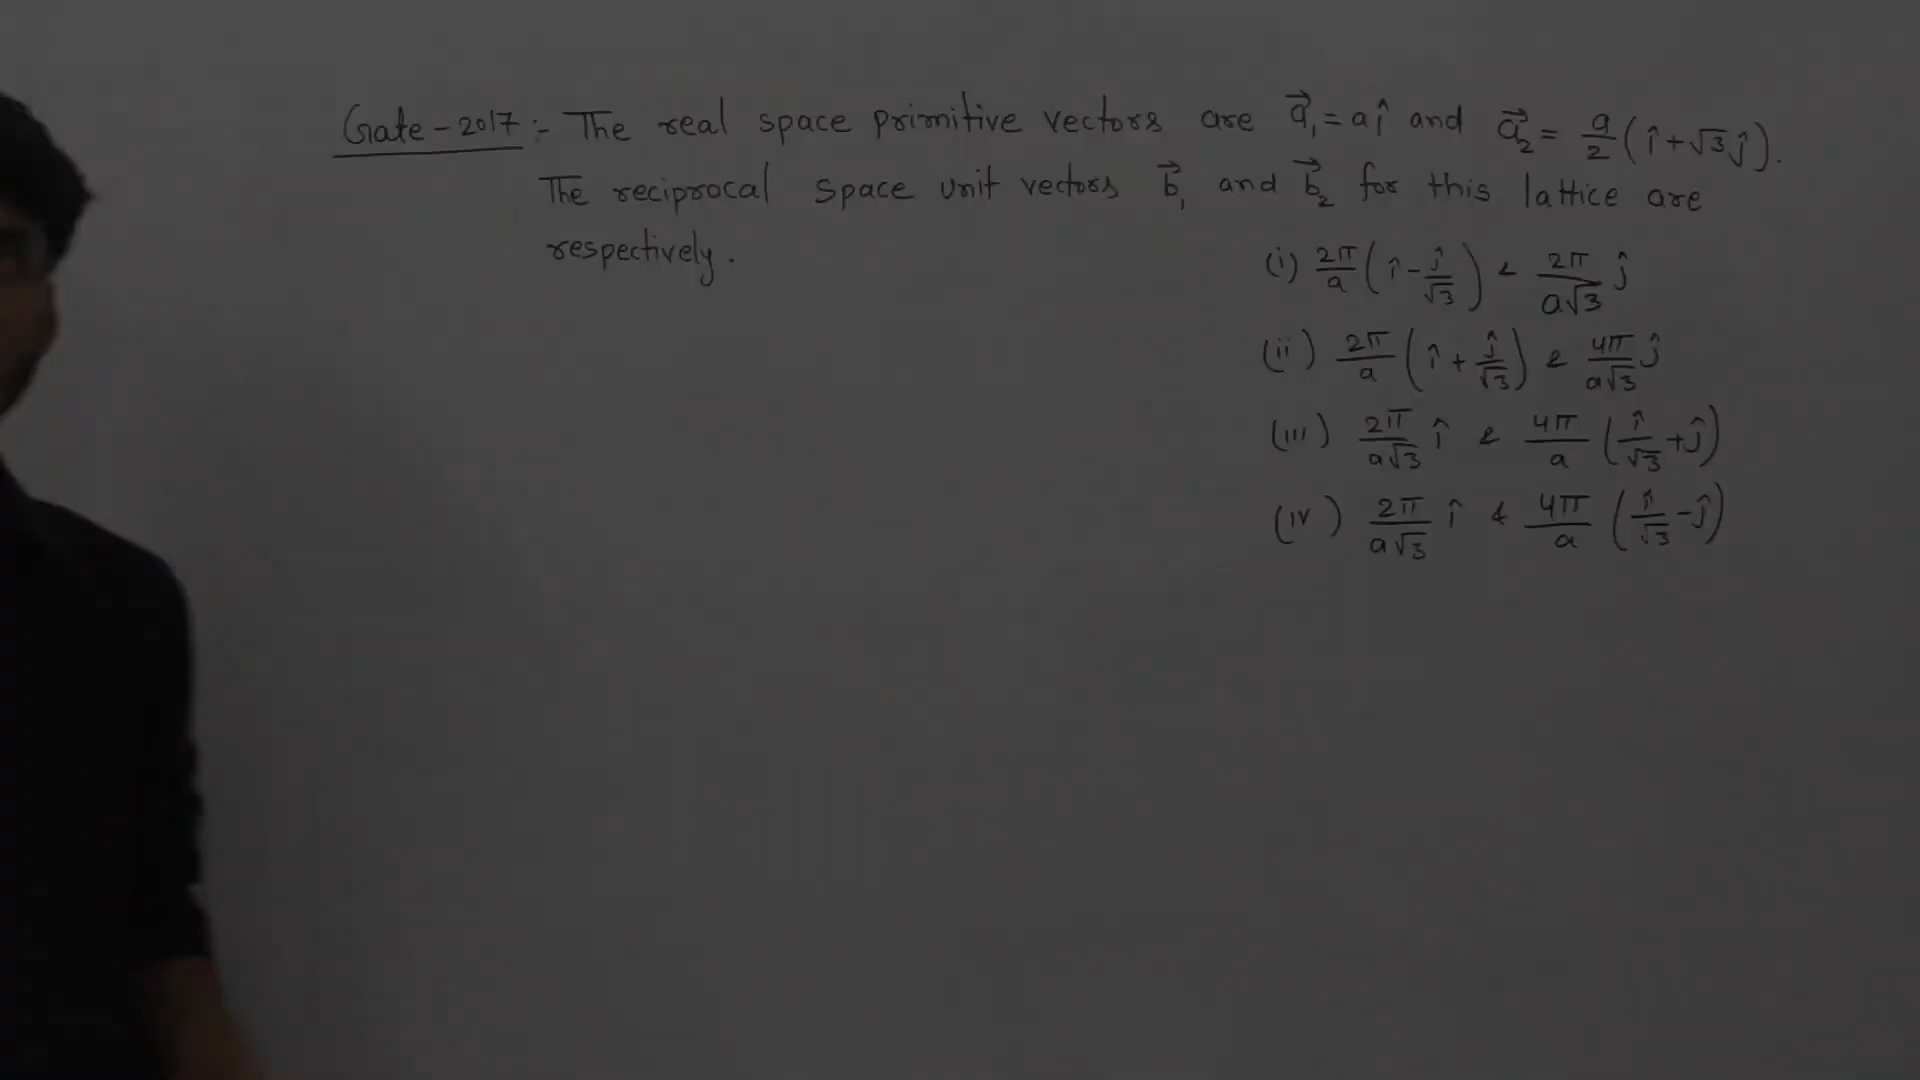 Gate-2017:- The real space primitive vectors are a⃗₁ = aî and a⃗₂ = a/2 (î + √3ĵ).
The reciprocal space unit vectors b⃗₁ and b⃗₂ for this lattice are
respectively.
(i) 2π/a (î - ĵ/√3) & 2π/a√3 ĵ
(ii) 2π/a (î + ĵ/√3) & 4π/a√3 ĵ
(iii) 2π/a√3 î & 4π/a (î/√3 + ĵ)
(iv) 2π/a√3 î & 4π/a (î/√3 - ĵ)